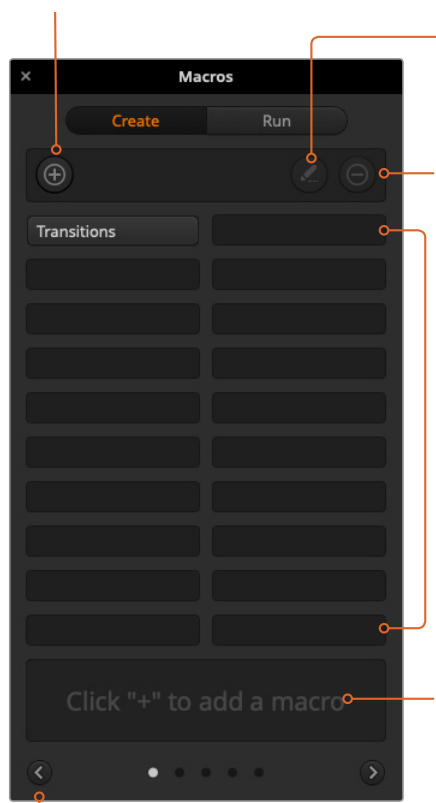 Macros
Create
Run
Transitions
Click "+" to add a macro